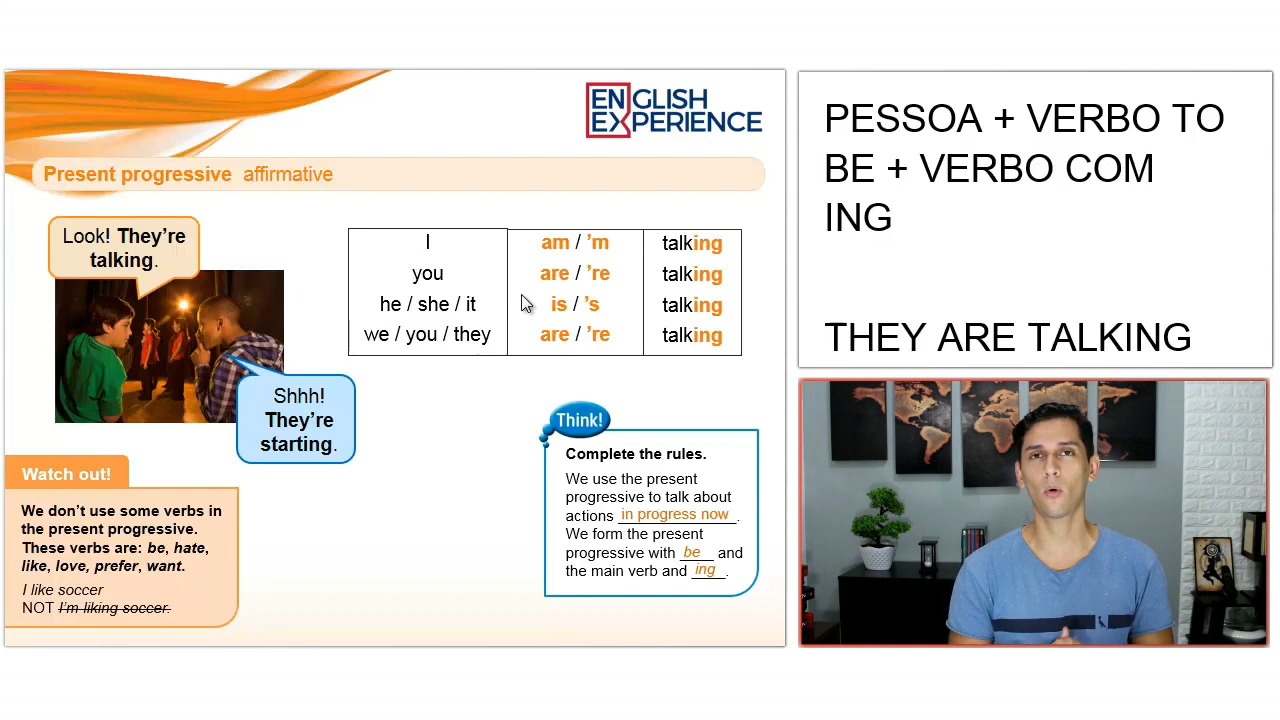 ENGLISH
EXPERIENCE
Present progressive affirmative
Look! They’re
talking.
Shhh!
They’re
starting.
I am / ’m talking
you are / ’re talking
he / she / it is / ’s talking
we / you / they are / ’re talking
Watch out!
We don’t use some verbs in
the present progressive.
These verbs are: be, hate,
like, love, prefer, want.
I like soccer
NOT I’m liking soccer.
Think!
Complete the rules.
We use the present
progressive to talk about
actions in progress now.
We form the present
progressive with be and
the main verb and ing.
PESSOA + VERBO TO
BE + VERBO COM
ING
THEY ARE TALKING